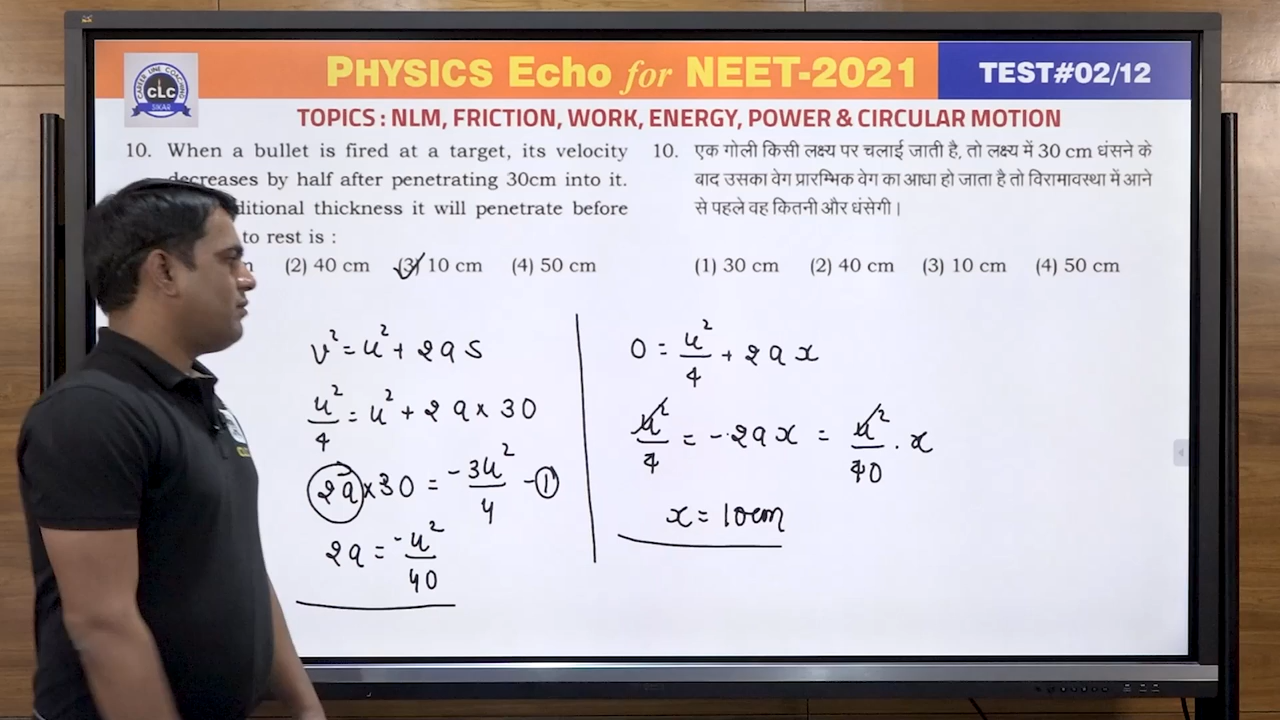 PHYSICS Echo for NEET-2021
TEST#02/12
CAREER LINE COACHING
CLC
SIKAR
TOPICS : NLM, FRICTION, WORK, ENERGY, POWER & CIRCULAR MOTION
10. When a bullet is fired at a target, its velocity
decreases by half after penetrating 30cm into it.
ditional thickness it will penetrate before
to rest is :
(2) 40 cm (3) 10 cm (4) 50 cm
10. एक गोली किसी लक्ष्य पर चलाई जाती है, तो लक्ष्य में 30 cm धंसने के
बाद उसका वेग प्रारम्भिक वेग का आधा हो जाता है तो विरामावस्था में आने
से पहले वह कितनी और धंसेगी।
(1) 30 cm (2) 40 cm (3) 10 cm (4) 50 cm
v² = u² + 2as
u²/4 = u² + 2a × 30
2a × 30 = -3u²/4 - ①
2a = -u²/40
0 = u²/4 + 2ax
u²/4 = -2ax = u²/40 . x
x = 10cm